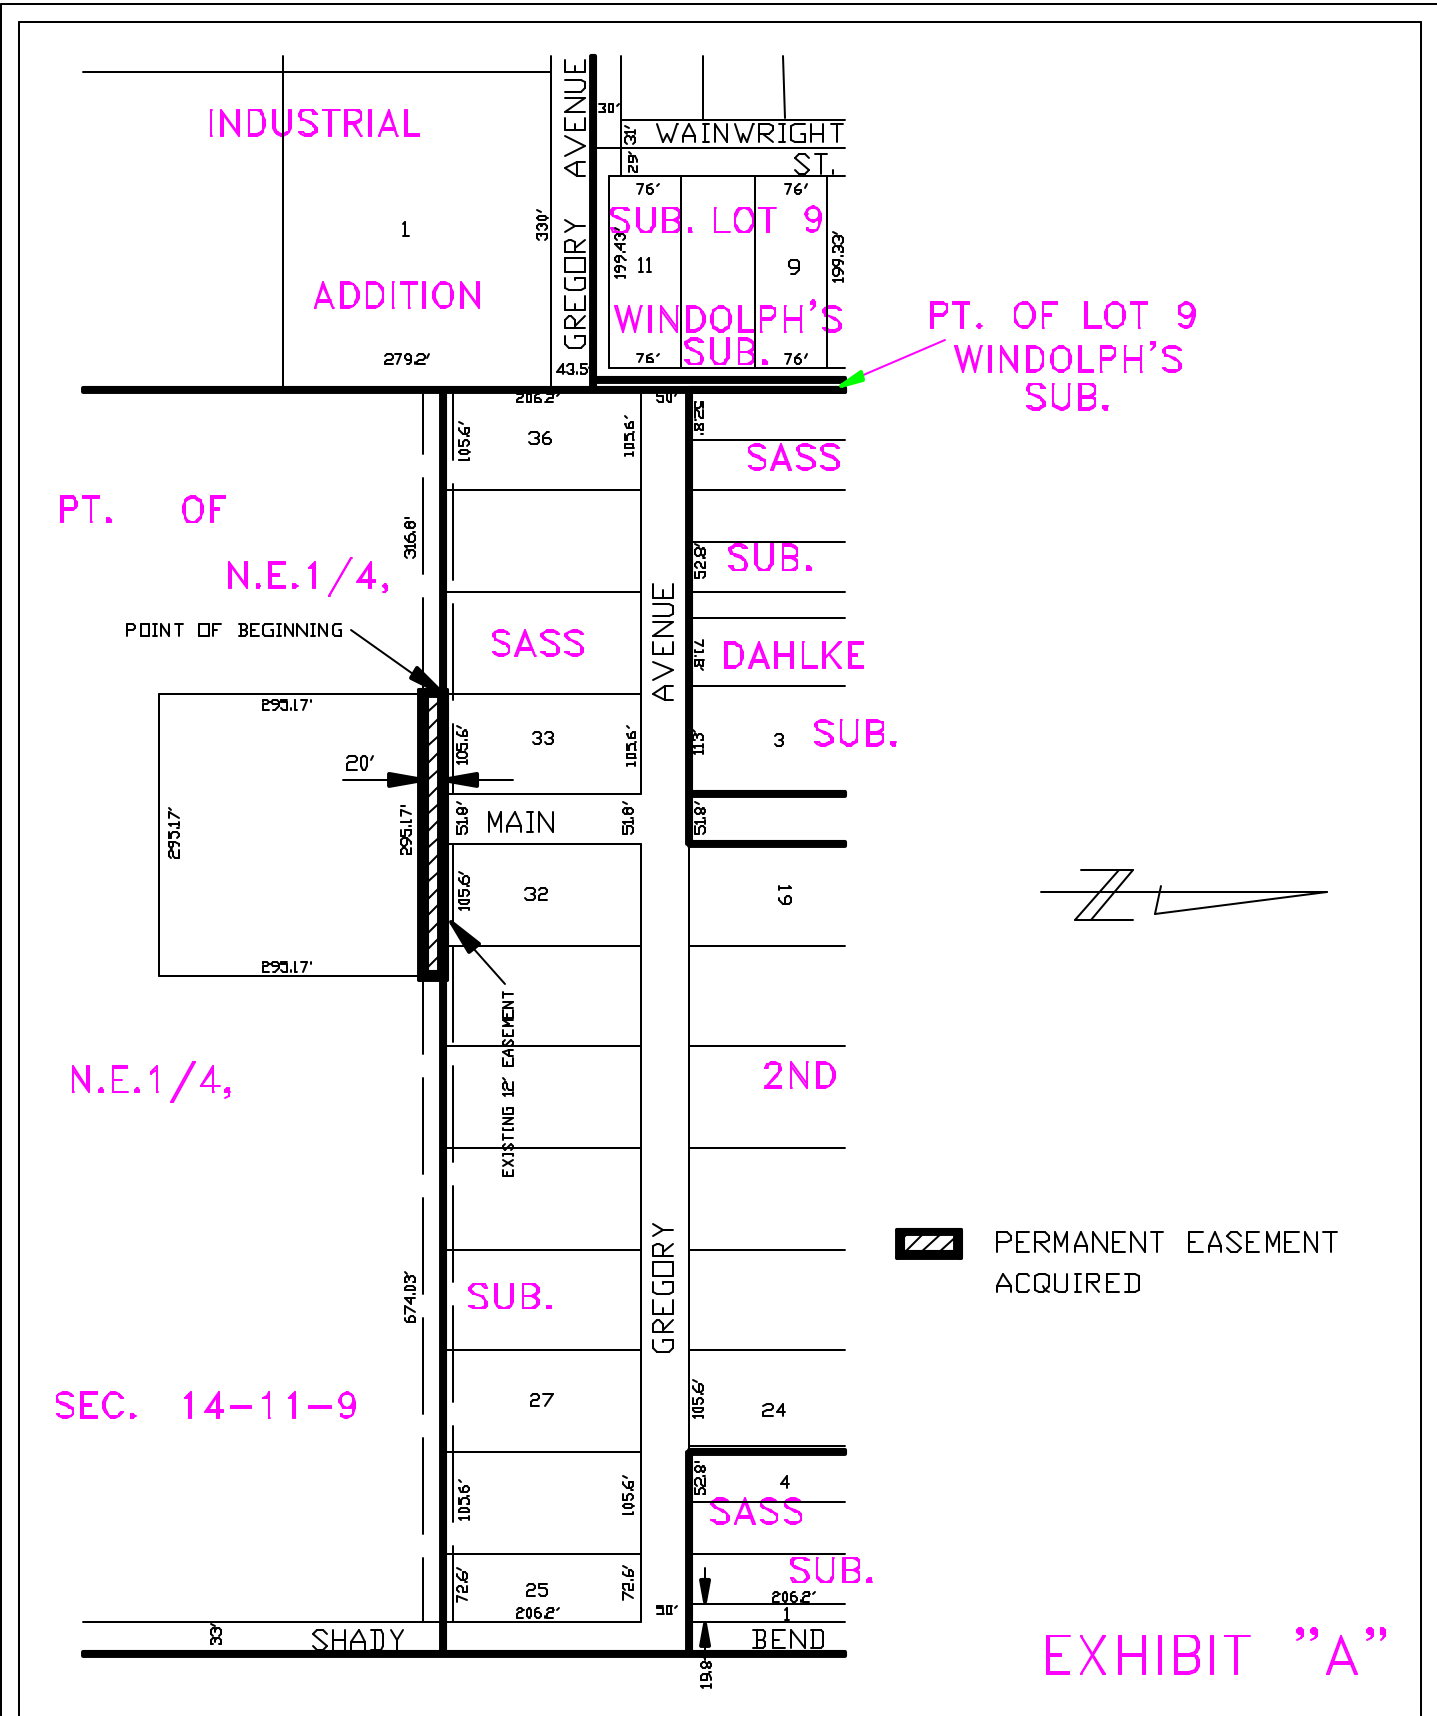 INDUSTRIAL
ADDITION
1
330'
279.2'
GREGORY AVENUE
43.5'
30'
31'
29'
WAINWRIGHT
ST.
76'
76'
SUB. LOT 9
199.43'
11
9
199.33'
WINDOLPH'S
SUB.
76'
76'
PT. OF LOT 9
WINDOLPH'S
SUB.
206.2'
50'
52.8'
105.6'
36
105.6'
SASS
PT. OF
N.E.1/4,
316.8'
52.8'
SUB.
POINT OF BEGINNING
SASS
AVENUE
71.8'
DAHLKE
295.17'
105.6'
33
105.6'
113'
3
SUB.
20'
295.17'
295.17'
51.8'
MAIN
51.8'
51.8'
105.6'
32
19
295.17'
EXISTING 12' EASEMENT
N.E.1/4,
2ND
PERMANENT EASEMENT
ACQUIRED
674.03'
SUB.
GREGORY
SEC. 14-11-9
27
105.6'
24
105.6'
105.6'
52.8'
4
SASS
SUB.
72.6'
25
72.6'
206.2'
50'
206.2'
1
33'
SHADY
BEND
19.8'
EXHIBIT "A"